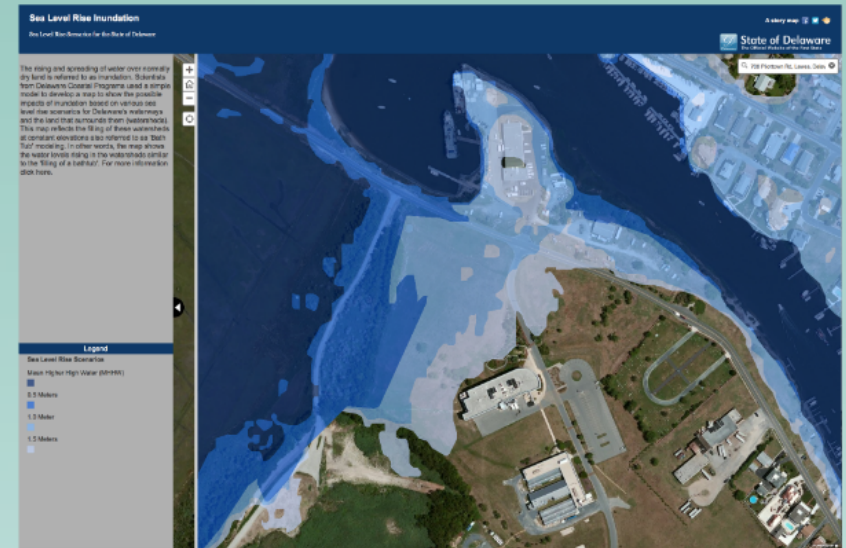 Sea Level Rise Inundation
Sea Level Rise Scenarios for the State of Delaware
A story map
State of Delaware
The Official Website of the First State
Pilottown Rd, Lewes,
The rising and spreading of water over normally
dry land is referred to as inundation. Scientists
from Delaware Coastal Programs used a simple
model to develop a map to show the possible
impacts of inundation based on various sea
level rise scenarios for Delaware's waterways
and the land that surrounds them (watersheds).
This map reflects the filling of these watersheds
at constant elevations also referred to as 'Bath
Tub' modeling. In other words, the map shows
the water levels rising in the watersheds similar
to the 'filling of a bathtub'. For more information
click here.
Legend
Sea Level Rise Scenarios
Mean Higher High Water (MHHW)
0.5 Meters
1.0 Meter
1.5 Meters